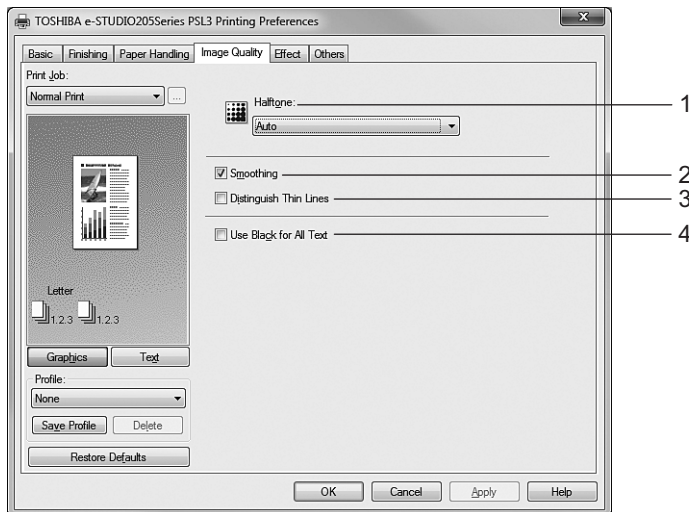 TOSHIBA e-STUDIO205Series PSL3 Printing Preferences
Basic Finishing Paper Handling Image Quality Effect Others
Print Job:
Normal Print ...
Halftone: 1
Auto
Smoothing 2
Distinguish Thin Lines 3
Use Black for All Text 4
Letter
1.2.3 1.2.3
Graphics Text
Profile:
None
Save Profile Delete
Restore Defaults
OK Cancel Apply Help